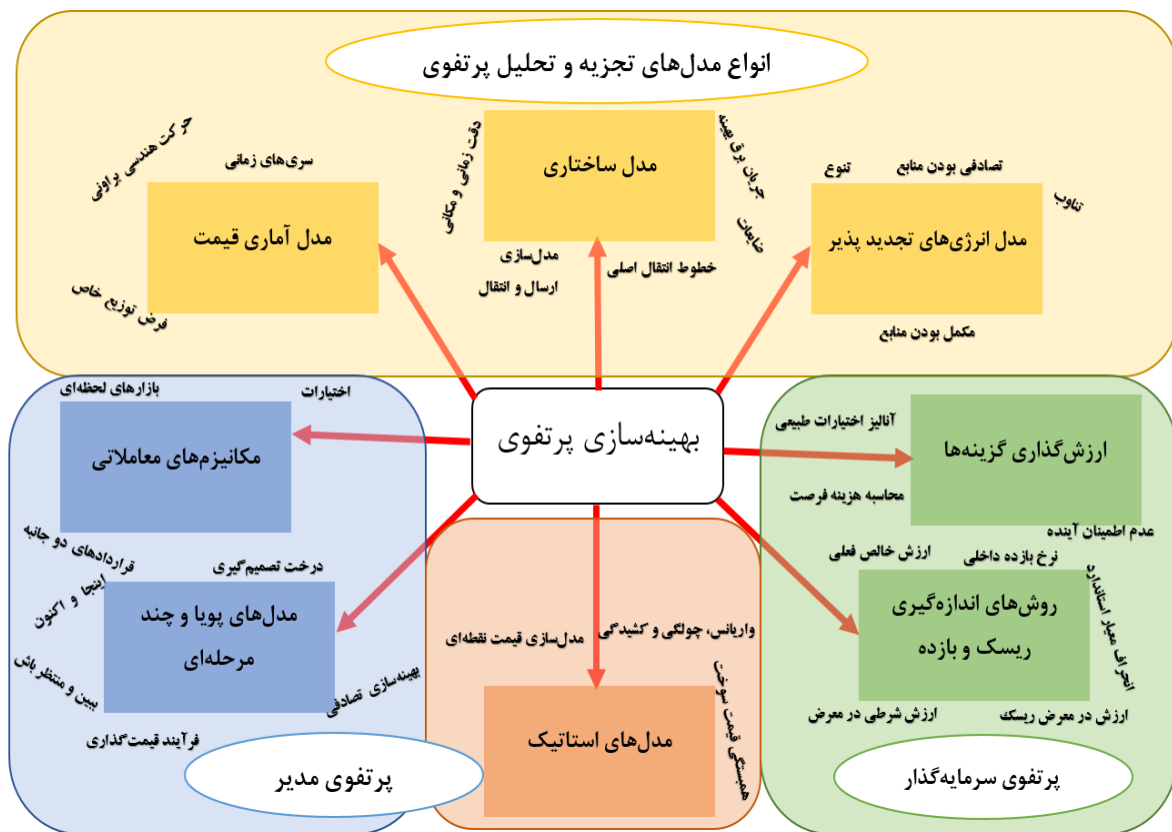 انواع مدل‌های تجزیه و تحلیل پرتفوی
تناوب
تصادفی بودن منابع
تنوع
مدل انرژی‌های تجدید پذیر
مکمل بودن منابع
جریان برق بهینه
ضایعات
دقت زمانی و مکانی
مدل ساختاری
خطوط انتقال اصلی
مدل‌سازی
ارسال و انتقال
سری‌های زمانی
حرکت هندسی براونی
مدل آماری قیمت
فرض توزیع خاص
بهینه‌سازی پرتفوی
آنالیز اختیارات طبیعی
ارزش‌گذاری گزینه‌ها
محاسبه هزینه فرصت
عدم اطمینان آینده
نرخ بازده داخلی
ارزش خالص فعلی
انحراف معیار استاندارد
روش‌های اندازه‌گیری
ریسک و بازده
ارزش در معرض ریسک
ارزش شرطی در معرض
پرتفوی سرمایه‌گذار
واریانس، چولگی و کشیدگی
مدل‌سازی قیمت نقطه‌ای
همبستگی قیمت سوخت
مدل‌های استاتیک
اختیارات
بازارهای لحظه‌ای
مکانیزم‌های معاملاتی
قراردادهای دو جانبه
درخت تصمیم‌گیری
اینجا و اکنون
مدل‌های پویا و چند
مرحله‌ای
ببین و منتظر باش
بهینه‌سازی تصادفی
فرآیند قیمت‌گذاری
پرتفوی مدیر